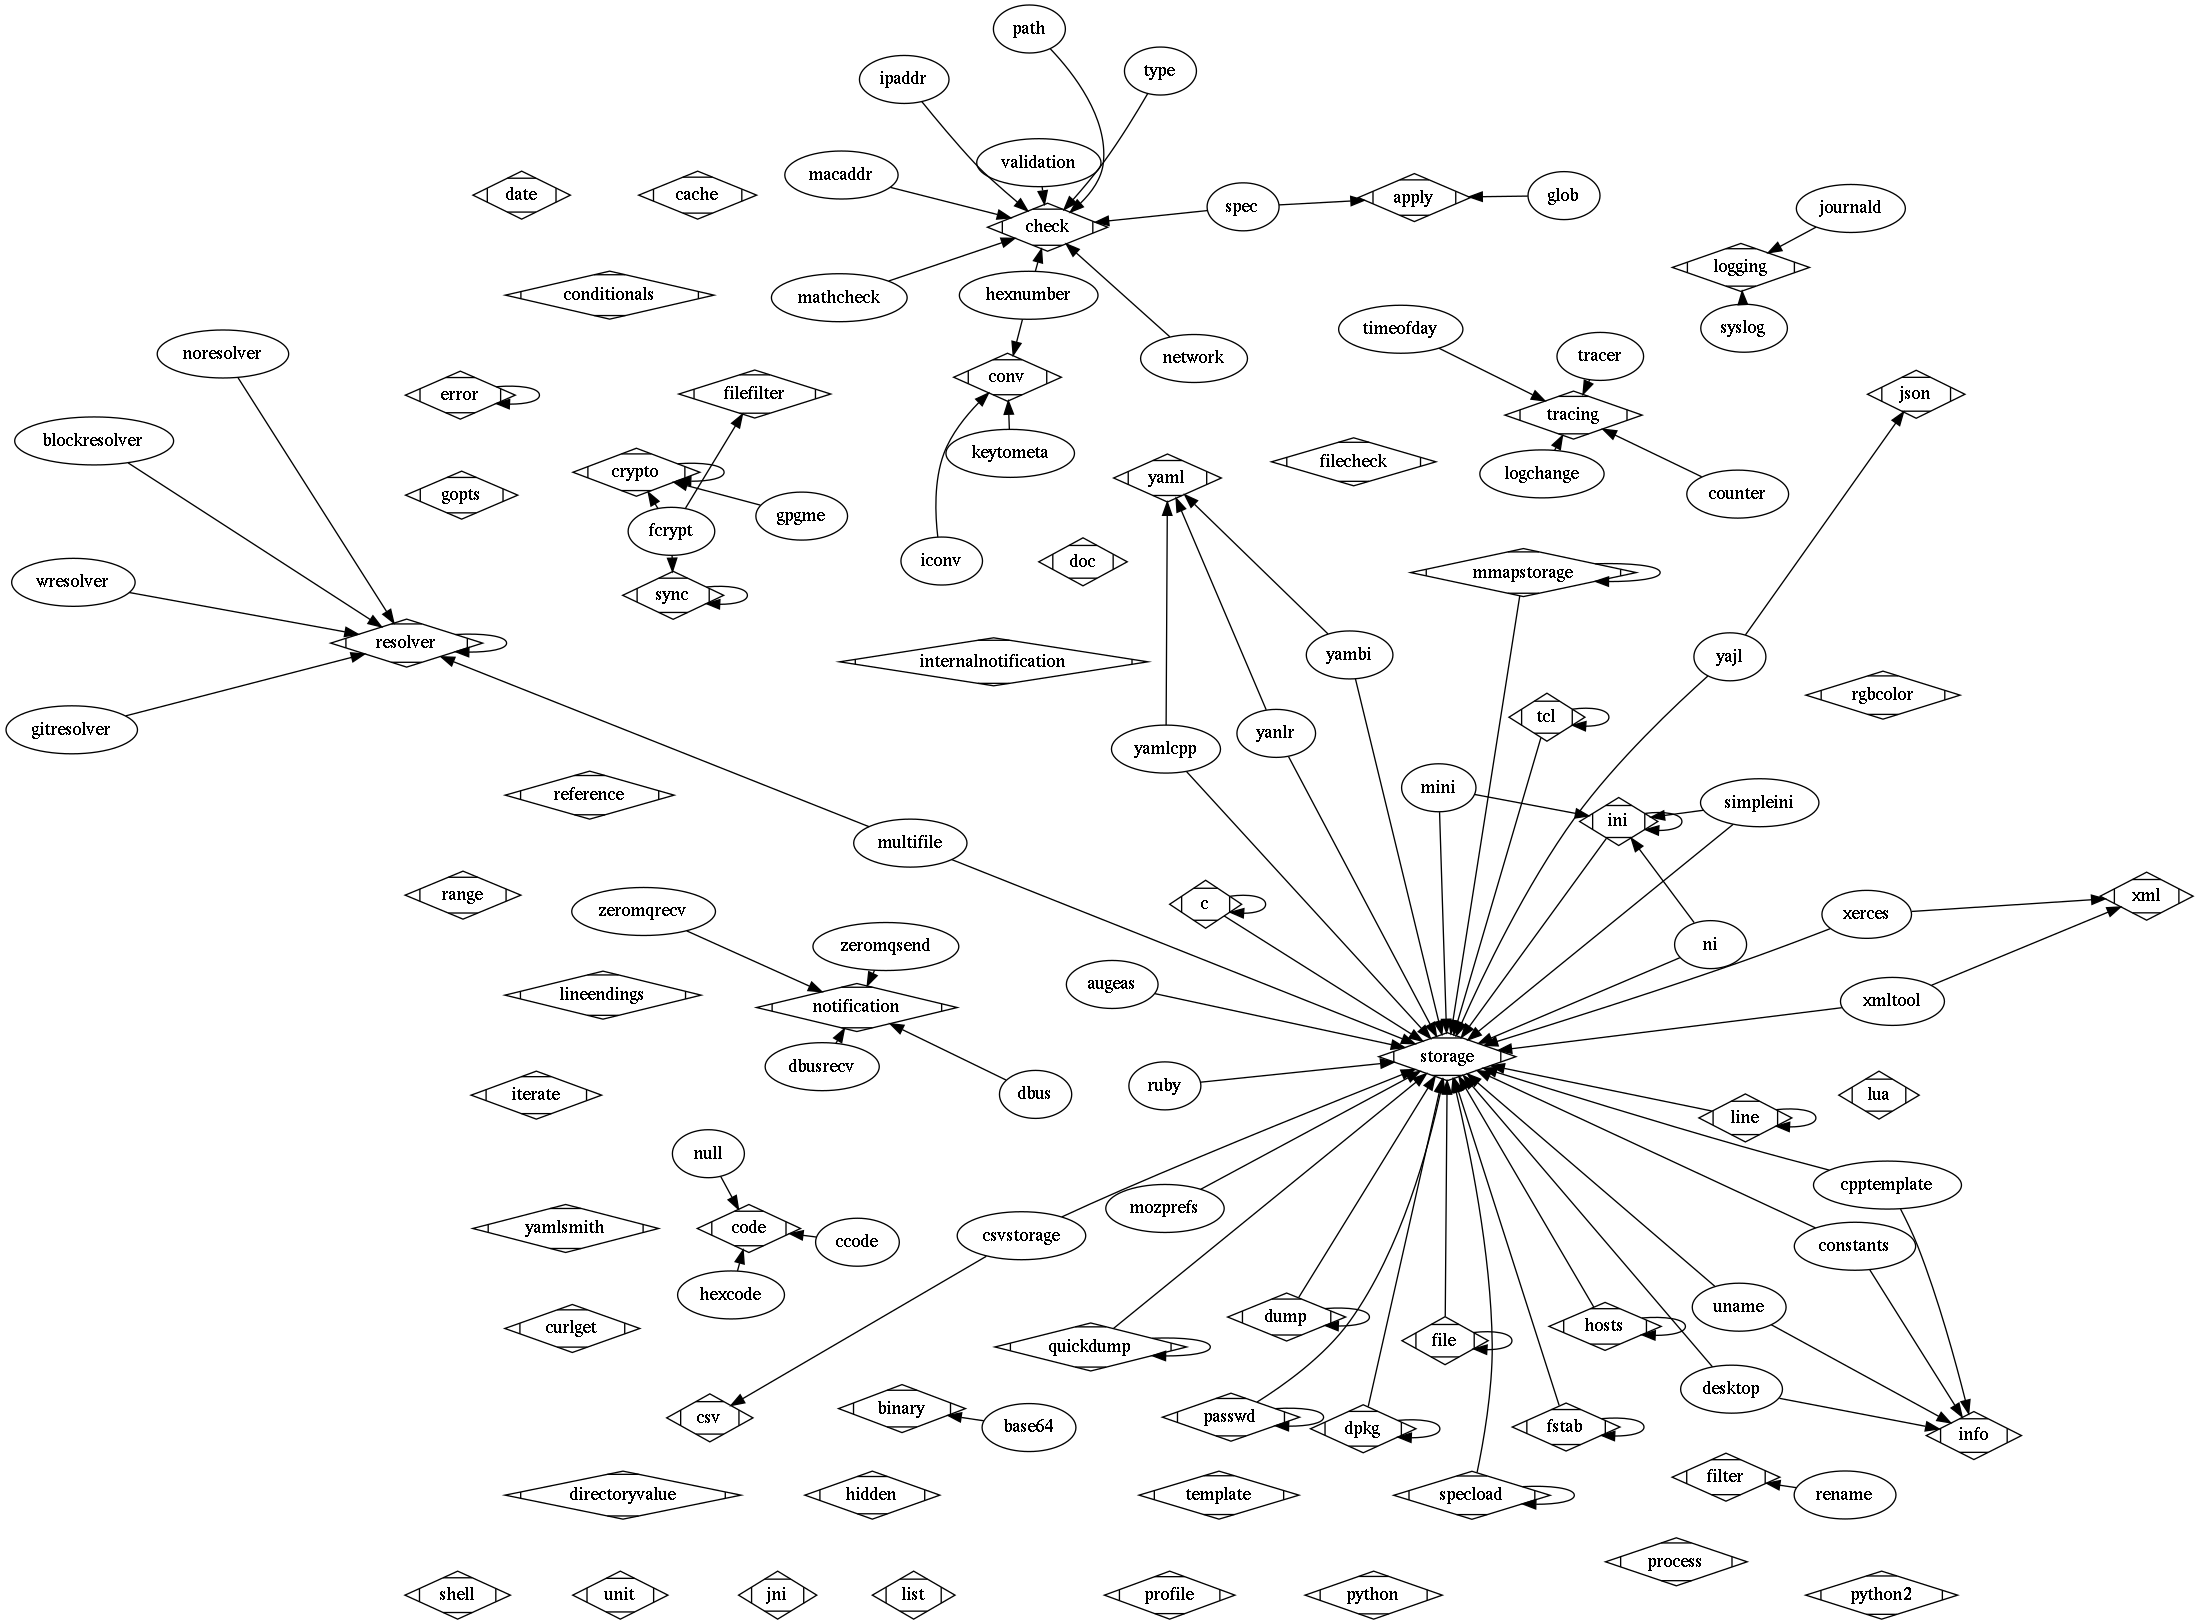 path
type
ipaddr
validation
macaddr
date
cache
apply
glob
spec
journald
check
logging
conditionals
mathcheck
hexnumber
syslog
timeofday
noresolver
tracer
network
conv
error
filefilter
json
tracing
blockresolver
keytometa
filecheck
crypto
logchange
yaml
gopts
counter
gpgme
fcrypt
iconv
doc
mmapstorage
wresolver
sync
resolver
yambi
yajl
internalnotification
rgbcolor
tcl
gitresolver
yanlr
yamlcpp
mini
reference
simpleini
ini
multifile
range
xml
c
zeromqrecv
xerces
zeromqsend
ni
augeas
lineendings
xmltool
notification
storage
dbusrecv
ruby
dbus
iterate
lua
line
null
cpptemplate
mozprefs
yamlsmith
code
csvstorage
ccode
constants
hexcode
uname
dump
hosts
curlget
file
quickdump
desktop
binary
csv
passwd
base64
dpkg
fstab
info
filter
directoryvalue
hidden
template
specload
rename
process
shell
unit
jni
list
profile
python
python2